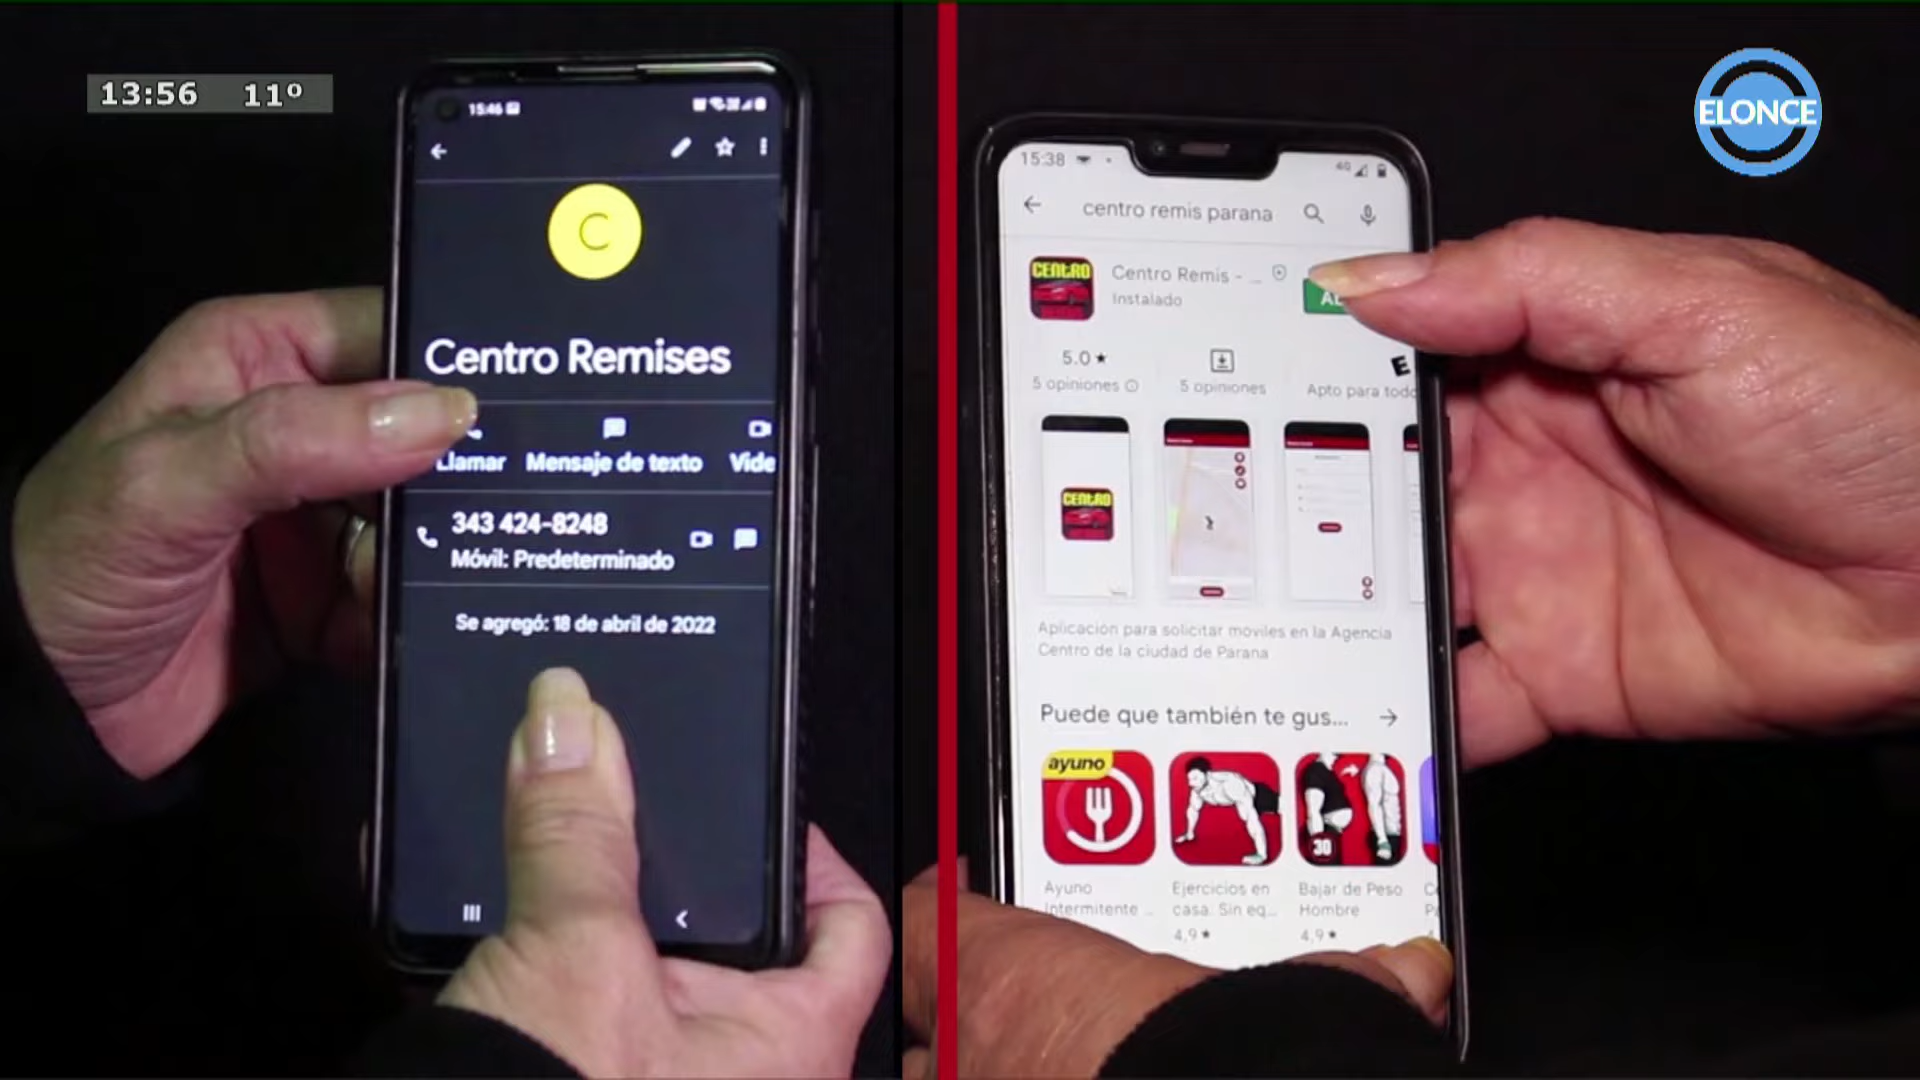 13:56 11º
ELONCE
15:46
C
Centro Remises
Llamar Mensaje de texto Vide
343 424-8248
Móvil: Predeterminado
Se agregó: 18 de abril de 2022
15:38 4G
centro remis parana
CENTRO
Centro Remis - ...
Instalado
5.0 ★
E
5 opiniones 5 opiniones Apto para todo
CENTRO
Aplicacion para solicitar moviles en la Agencia
Centro de la ciudad de Parana
Puede que también te gus... →
ayuno
30
Ayuno Ejercicios en Bajar de Peso
Intermitente ... casa. Sin eq... Hombre
4,9 ★ 4,9 ★